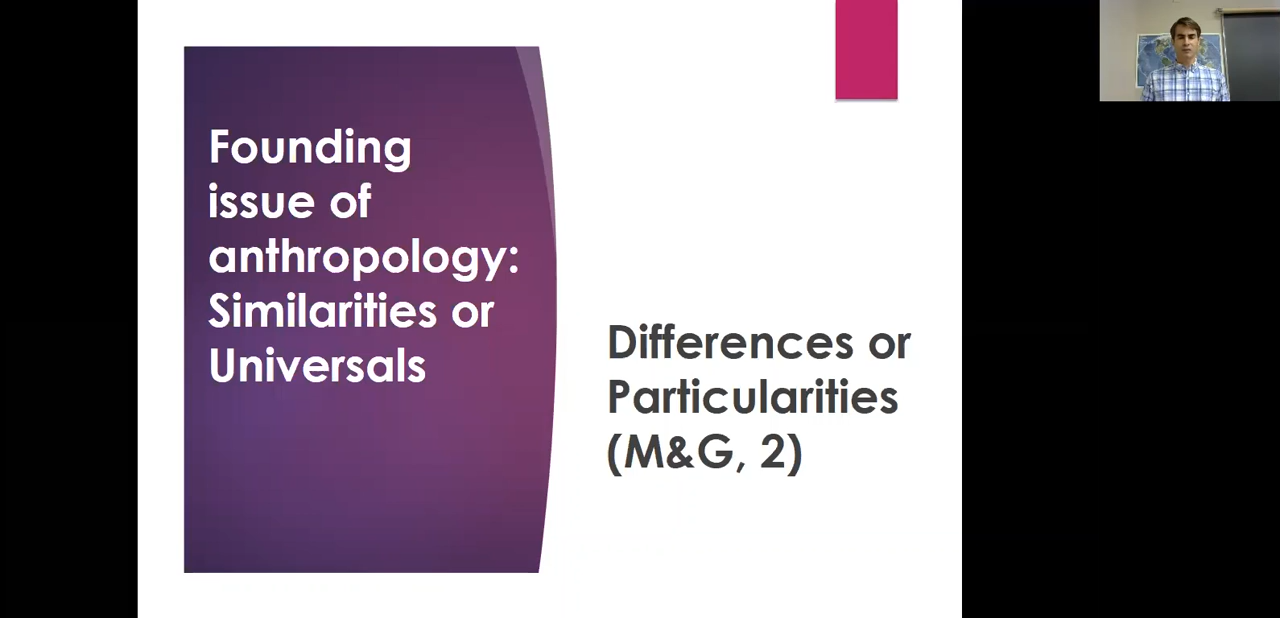 Founding
issue of
anthropology:
Similarities or
Universals
Differences or
Particularities
(M&G, 2)